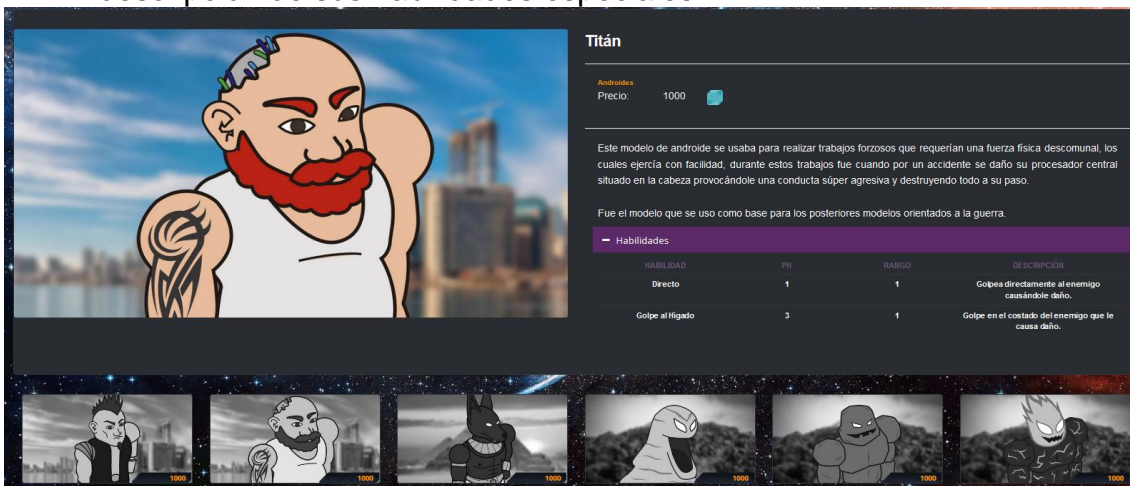 descripción de sus habilidades especiales
Titán
Androides
Precio: 1000
Este modelo de androide se usaba para realizar trabajos forzosos que requerían una fuerza física descomunal, los
cuales ejercía con facilidad, durante estos trabajos fue cuando por un accidente se daño su procesador central
situado en la cabeza provocándole una conducta súper agresiva y destruyendo todo a su paso.
Fue el modelo que se uso como base para los posteriores modelos orientados a la guerra.
− Habilidades
HABILIDAD PH RANGO DESCRIPCIÓN
Directo 1 1 Golpea directamente al enemigo
causándole daño.
Golpe al Hígado 3 1 Golpe en el costado del enemigo que le
causa daño.
1000 1000 1000 1000 1000 1000